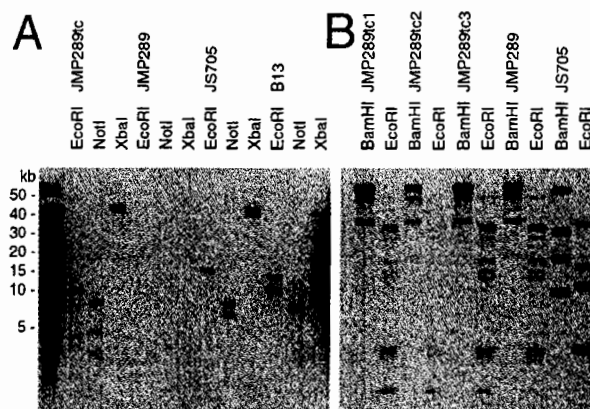 A
JMP289tc
JMP289
JS705
B13
EcoRI
NotI
XbaI
EcoRI
NotI
XbaI
EcoRI
NotI
XbaI
EcoRI
NotI
XbaI
kb
50 -
40 -
30 -
20 -
15 -
10 -
5 -
B
JMP289tc1
JMP289tc2
JMP289tc3
JMP289
JS705
BamHI
EcoRI
BamHI
EcoRI
BamHI
EcoRI
BamHI
EcoRI
BamHI
EcoRI